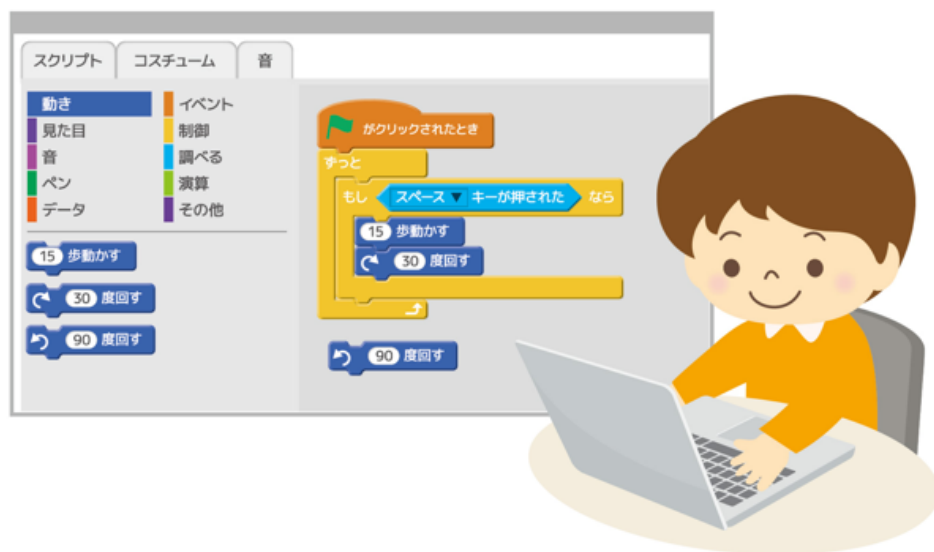 スクリプト
コスチューム
音
動き
見た目
音
ペン
データ
イベント
制御
調べる
演算
その他
15 歩動かす
30 度回す
90 度回す
がクリックされたとき
ずっと
もし スペース ▼ キーが押された なら
15 歩動かす
30 度回す
90 度回す